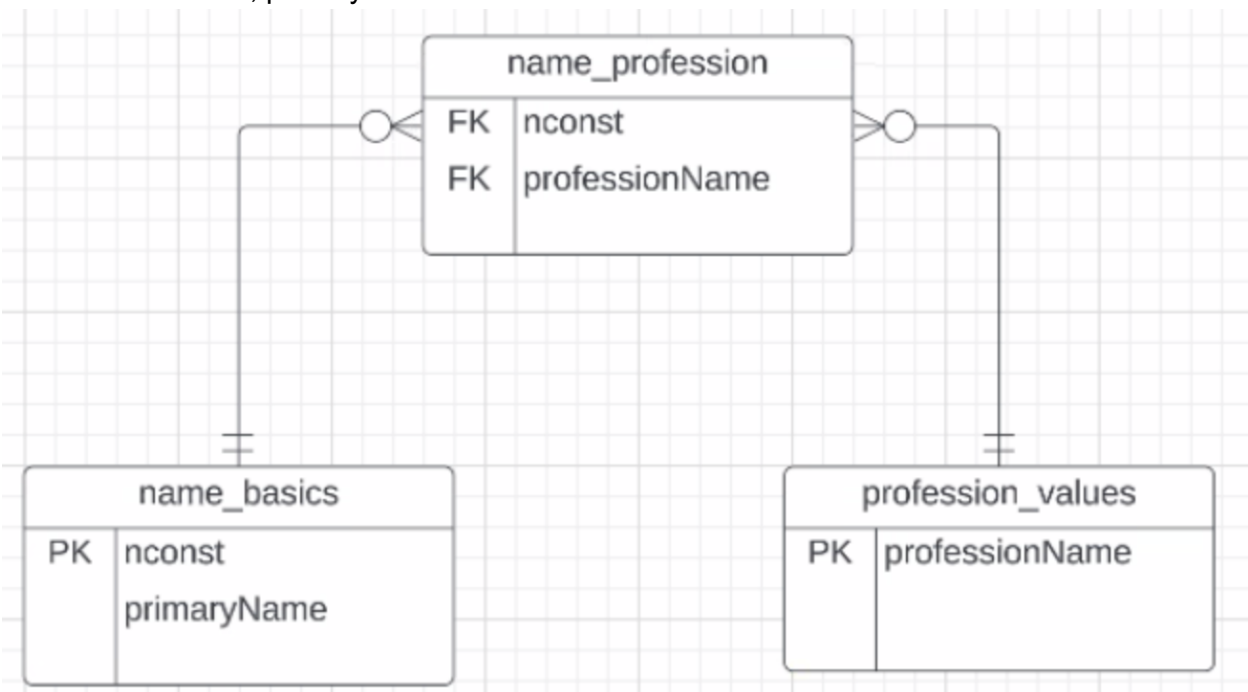 name_profession
FK nconst
FK professionName
name_basics
PK nconst
primaryName
profession_values
PK professionName